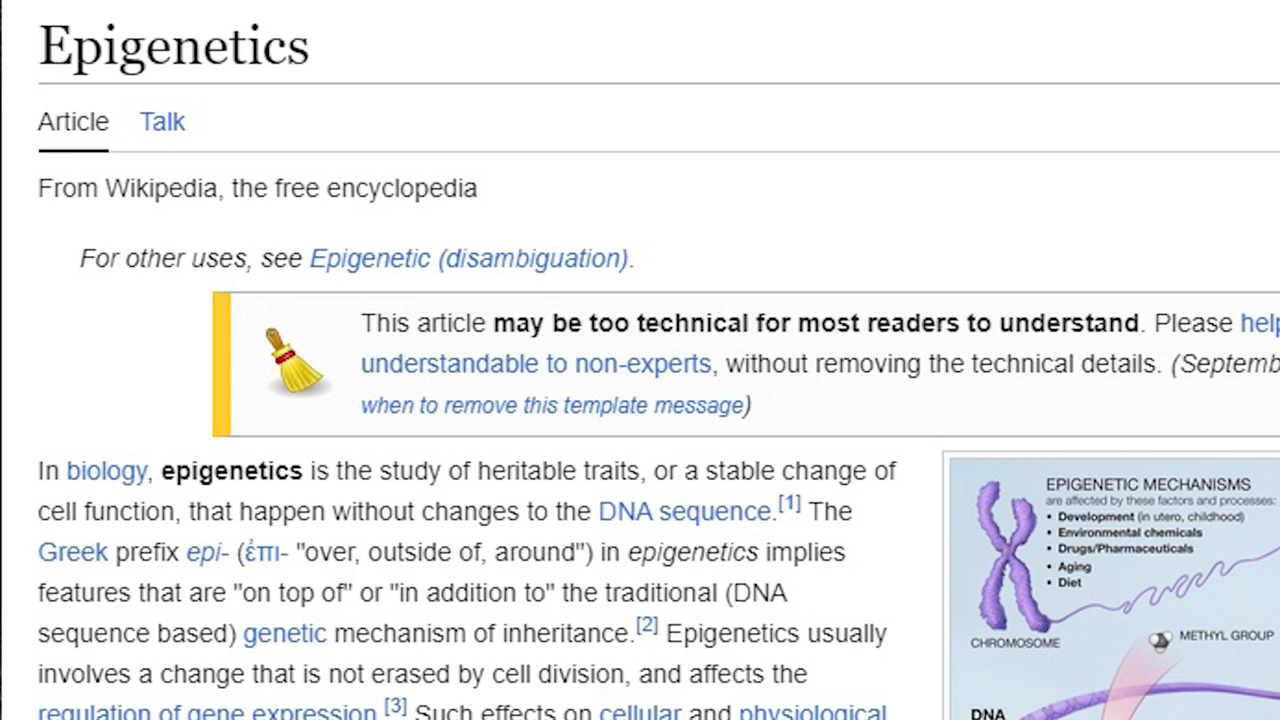 Epigenetics
Article Talk
From Wikipedia, the free encyclopedia
For other uses, see Epigenetic (disambiguation).
This article may be too technical for most readers to understand. Please
understandable to non-experts, without removing the technical details.
when to remove this template message)
In biology, epigenetics is the study of heritable traits, or a stable change of
cell function, that happen without changes to the DNA sequence.[1] The
Greek prefix epi- (ἐπι- "over, outside of, around") in epigenetics implies
features that are "on top of" or "in addition to" the traditional (DNA
sequence based) genetic mechanism of inheritance.[2] Epigenetics usually
involves a change that is not erased by cell division, and affects the
regulation of gene expression.[3] Such effects on cellular and physiological
EPIGENETIC MECHANISMS
are affected by these factors and processes:
• Development (in utero, childhood)
• Environmental chemicals
• Drugs/Pharmaceuticals
• Aging
• Diet
CHROMOSOME
METHYL GROUP
DNA